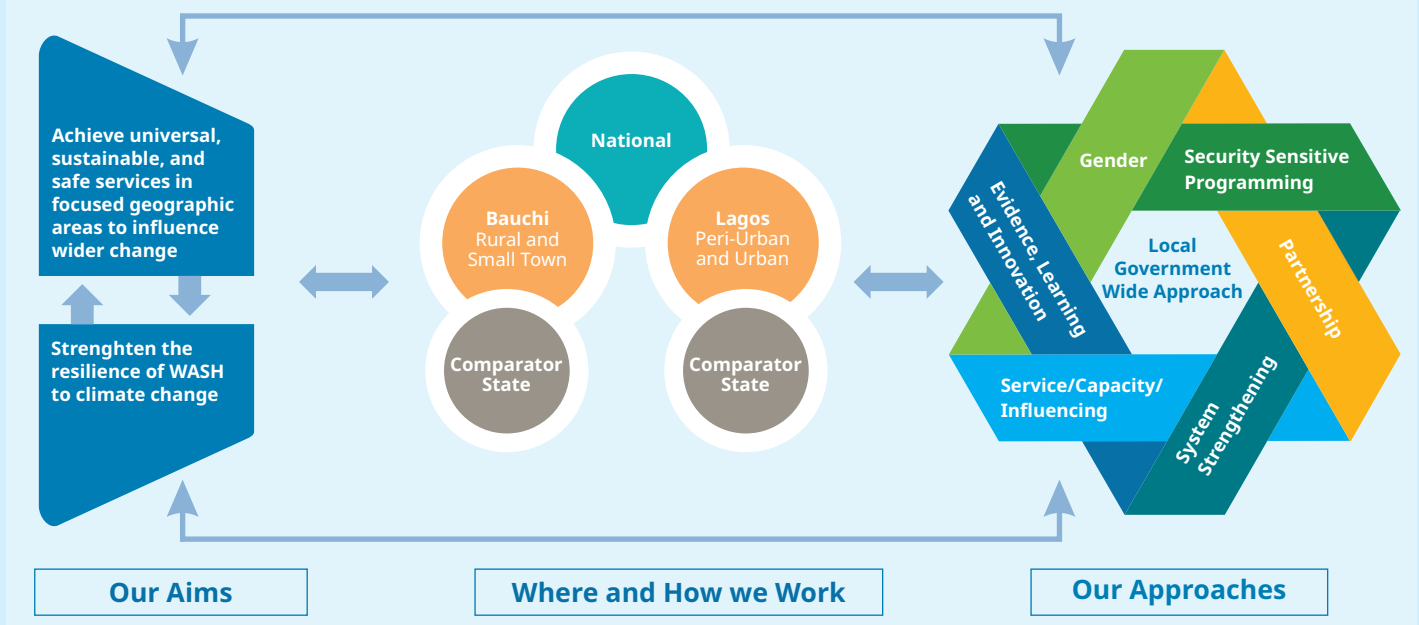 Achieve universal,
sustainable, and
safe services in
focused geographic
areas to influence
wider change
Strenghten the
resilience of WASH
to climate change
Our Aims
National
Bauchi
Rural and
Small Town
Lagos
Peri-Urban
and Urban
Comparator
State
Comparator
State
Where and How we Work
Gender
Security Sensitive
Programming
Evidence, Learning
and Innovation
Local
Government
Wide Approach
Partnership
Service/Capacity/
Influencing
System
Strengthening
Our Approaches